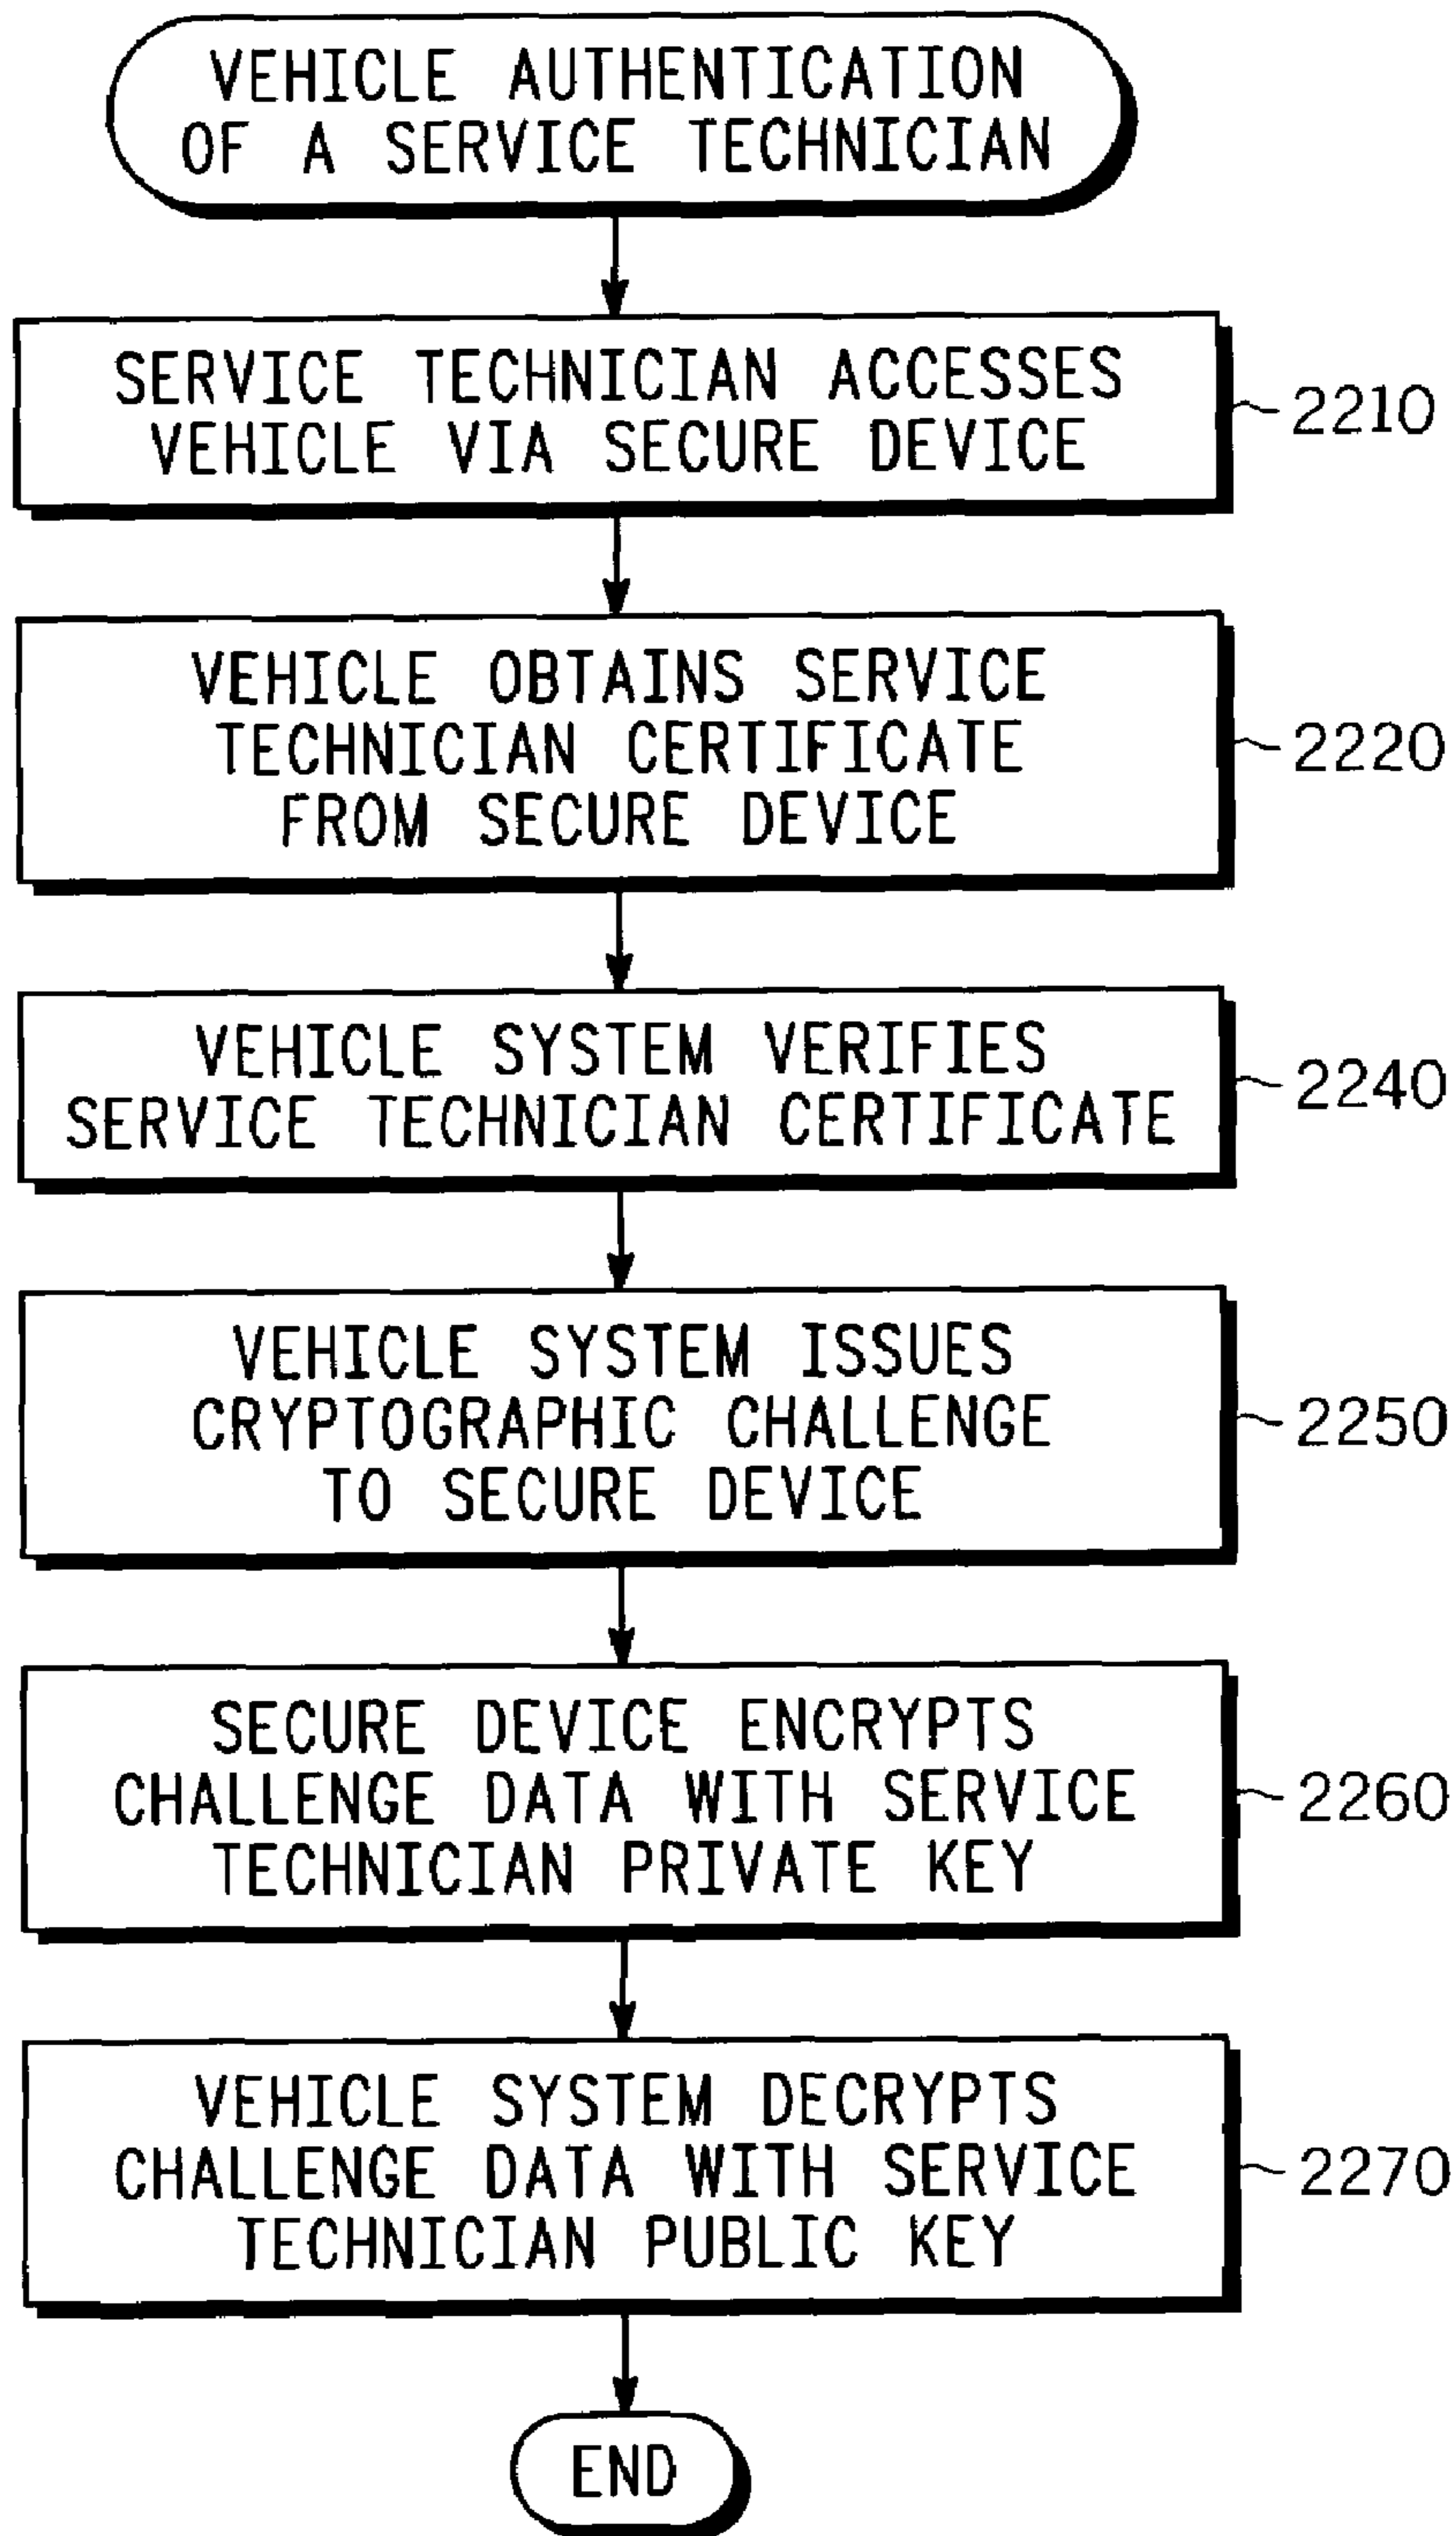 VEHICLE AUTHENTICATION
OF A SERVICE TECHNICIAN
SERVICE TECHNICIAN ACCESSES
VEHICLE VIA SECURE DEVICE
2210
VEHICLE OBTAINS SERVICE
TECHNICIAN CERTIFICATE
FROM SECURE DEVICE
2220
VEHICLE SYSTEM VERIFIES
SERVICE TECHNICIAN CERTIFICATE
2240
VEHICLE SYSTEM ISSUES
CRYPTOGRAPHIC CHALLENGE
TO SECURE DEVICE
2250
SECURE DEVICE ENCRYPTS
CHALLENGE DATA WITH SERVICE
TECHNICIAN PRIVATE KEY
2260
VEHICLE SYSTEM DECRYPTS
CHALLENGE DATA WITH SERVICE
TECHNICIAN PUBLIC KEY
2270
END